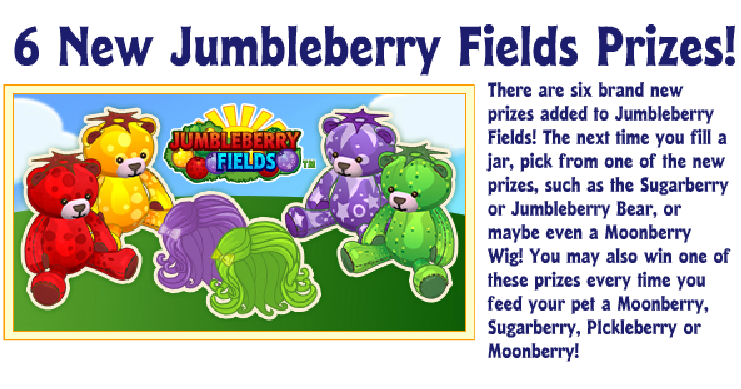 6 New Jumbleberry Fields Prizes!
JUMBLEBERRY
FIELDS™
There are six brand new
prizes added to Jumbleberry
Fields! The next time you fill a
jar, pick from one of the new
prizes, such as the Sugarberry
or Jumbleberry Bear, or
maybe even a Moonberry
Wig! You may also win one of
these prizes every time you
feed your pet a Moonberry,
Sugarberry, Pickleberry or
Moonberry!